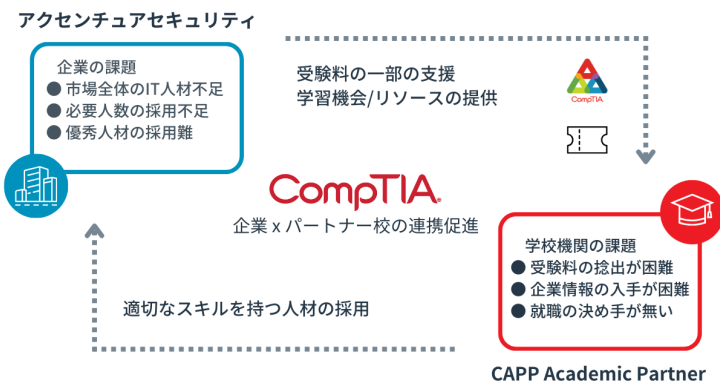 アクセンチュアセキュリティ
企業の課題
● 市場全体のIT人材不足
● 必要人数の採用不足
● 優秀人材の採用難
受験料の一部の支援
学習機会/リソースの提供
CompTIA
CompTIA.
企業 x パートナー校の連携促進
学校機関の課題
● 受験料の捻出が困難
● 企業情報の入手が困難
● 就職の決め手が無い
適切なスキルを持つ人材の採用
CAPP Academic Partner